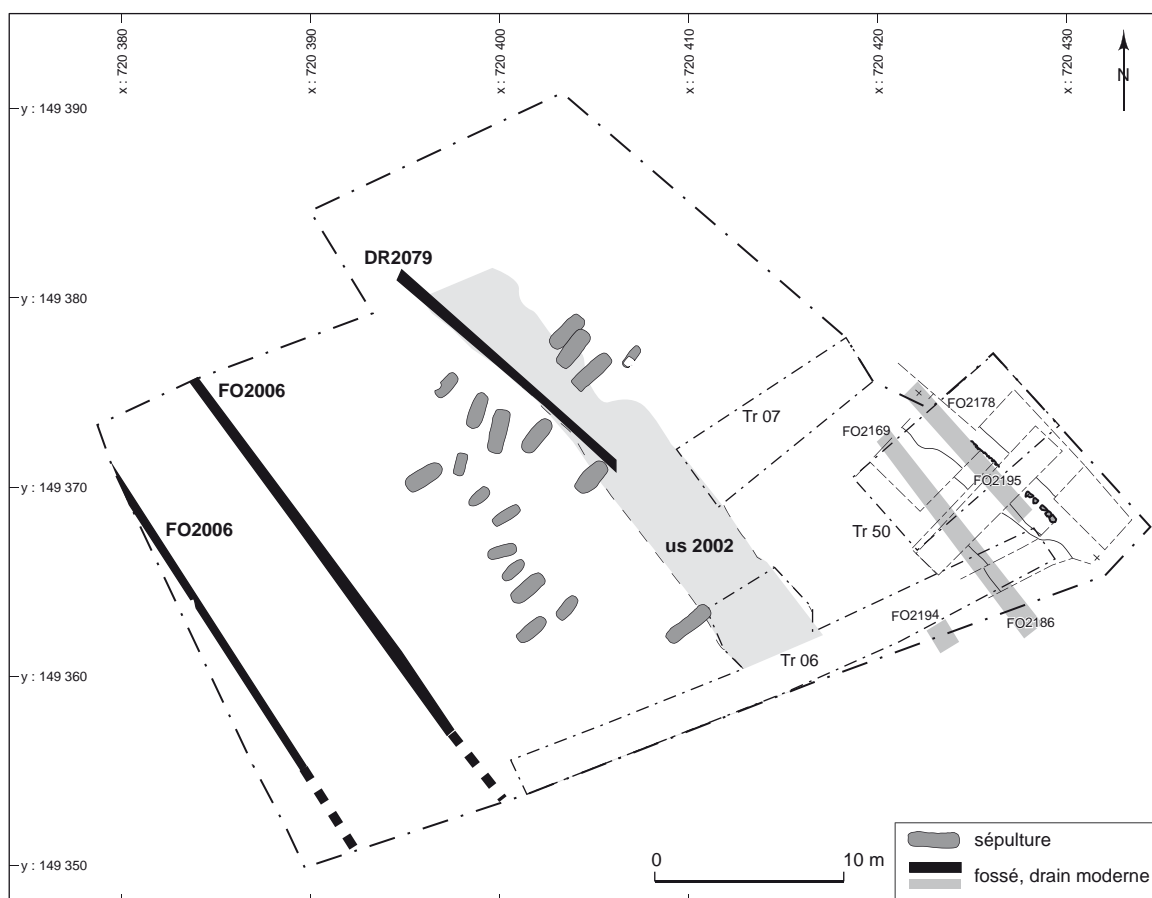 x : 720 380
x : 720 390
x : 720 400
x : 720 410
x : 720 420
x : 720 430
N
y : 149 390
y : 149 380
y : 149 370
y : 149 360
y : 149 350
DR2079
FO2006
FO2006
Tr 07
FO2178
FO2169
FO2195
Tr 50
us 2002
FO2194
FO2186
Tr 06
0
10 m
sépulture
fossé, drain moderne